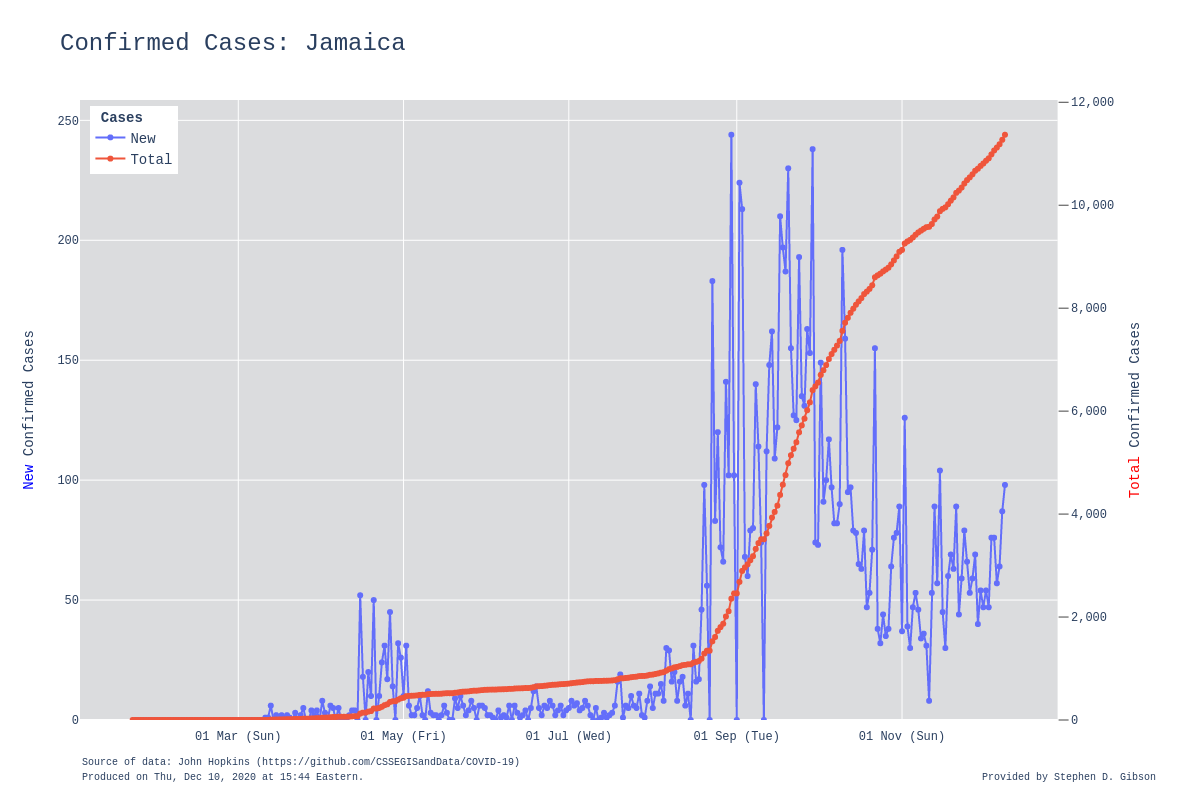 Confirmed Cases: Jamaica
Cases
New
Total
250
200
150
100
50
0
12,000
10,000
8,000
6,000
4,000
2,000
0
New Confirmed Cases
Total Confirmed Cases
01 Mar (Sun) 01 May (Fri) 01 Jul (Wed) 01 Sep (Tue) 01 Nov (Sun)
Source of data: John Hopkins (https://github.com/CSSEGISandData/COVID-19)
Produced on Thu, Dec 10, 2020 at 15:44 Eastern.
Provided by Stephen D. Gibson